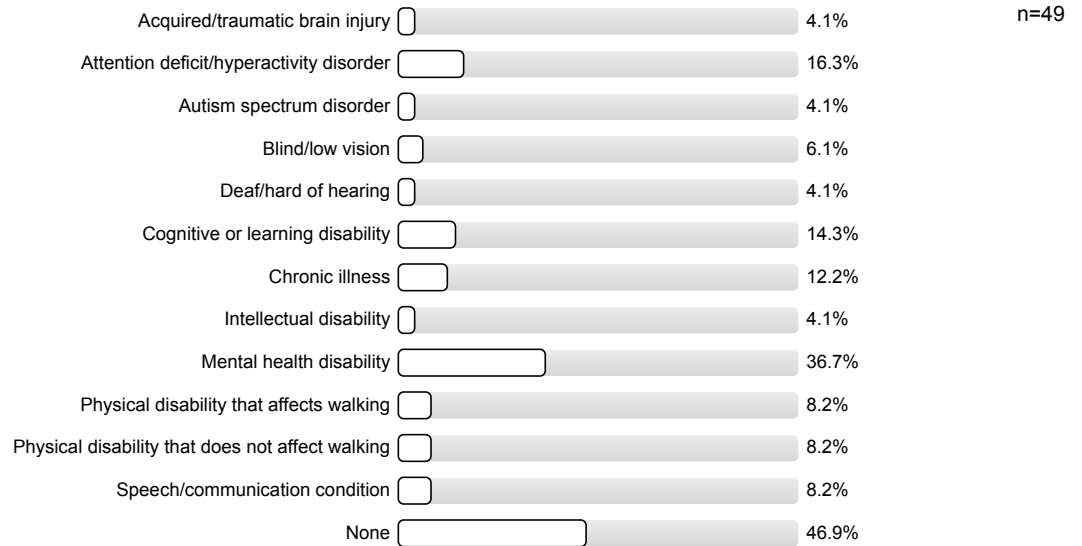 n=49
Acquired/traumatic brain injury 4.1%
Attention deficit/hyperactivity disorder 16.3%
Autism spectrum disorder 4.1%
Blind/low vision 6.1%
Deaf/hard of hearing 4.1%
Cognitive or learning disability 14.3%
Chronic illness 12.2%
Intellectual disability 4.1%
Mental health disability 36.7%
Physical disability that affects walking 8.2%
Physical disability that does not affect walking 8.2%
Speech/communication condition 8.2%
None 46.9%